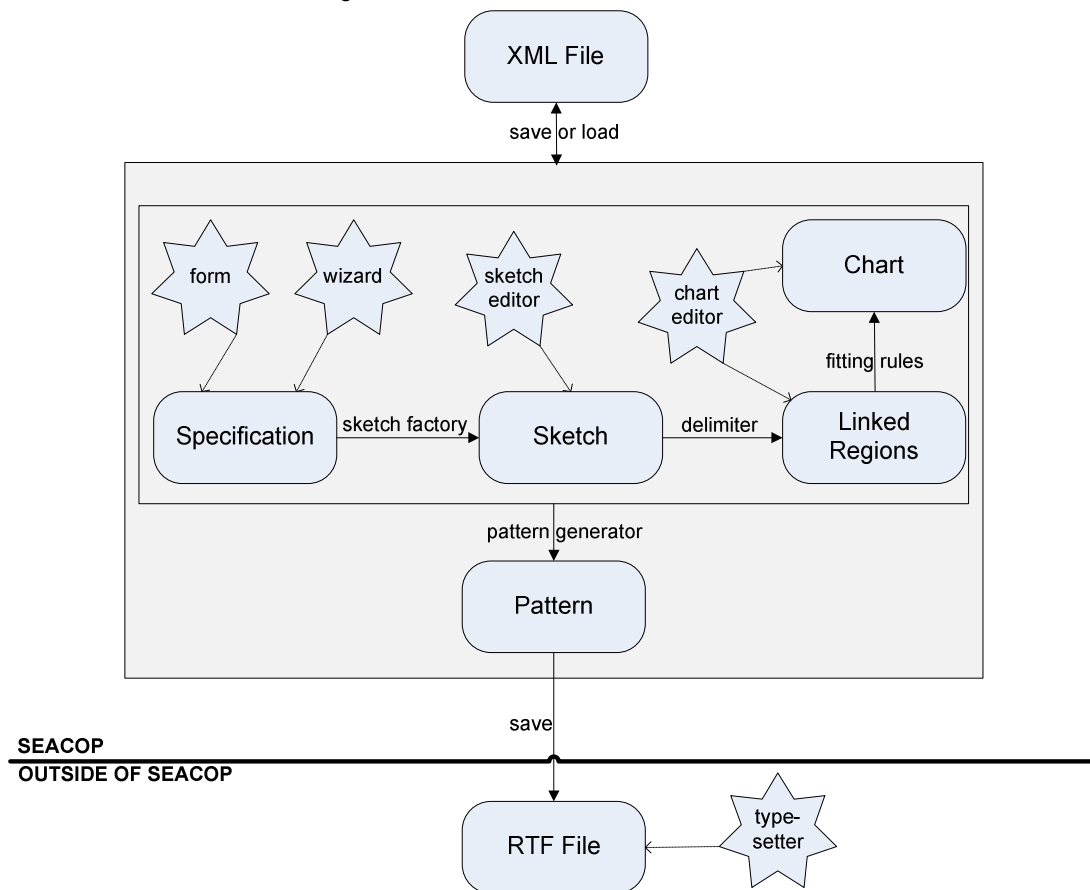 XML File
save or load
form
wizard
sketch
editor
chart
editor
Chart
fitting rules
Specification
sketch factory
Sketch
delimiter
Linked
Regions
pattern generator
Pattern
save
SEACOP
OUTSIDE OF SEACOP
RTF File
type-
setter